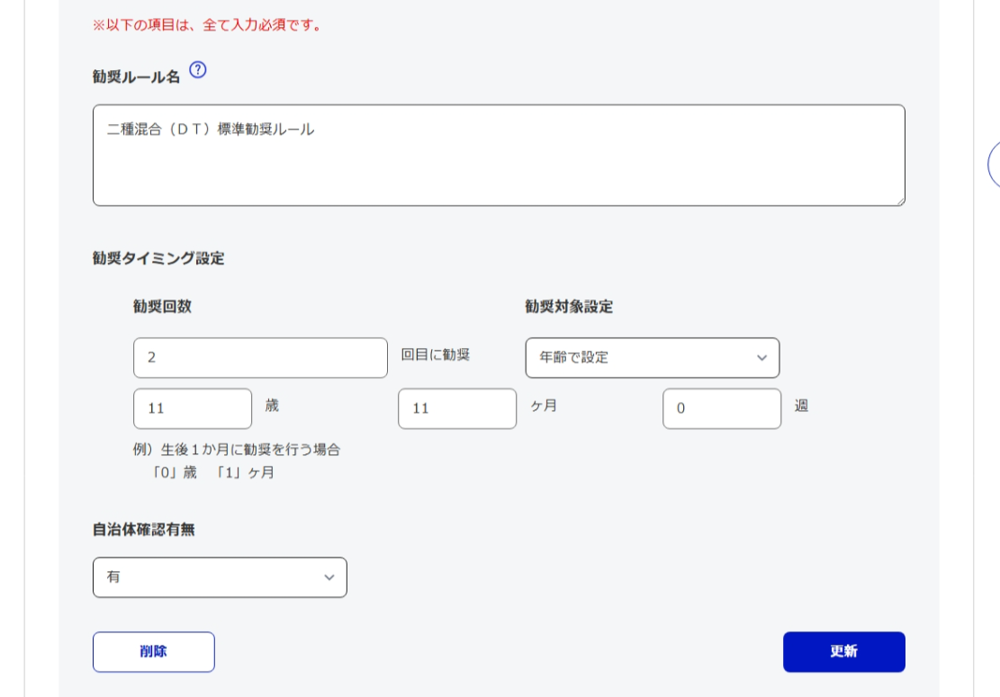 ※以下の項目は、全て入力必須です。
勧奨ルール名 ?
二種混合（ＤＴ）標準勧奨ルール
勧奨タイミング設定
勧奨回数 勧奨対象設定
2 回目に勧奨 年齢で設定
11 歳 11 ヶ月 0 週
例）生後１か月に勧奨を行う場合
「0」歳 「1」ヶ月
自治体確認有無
有
削除 更新